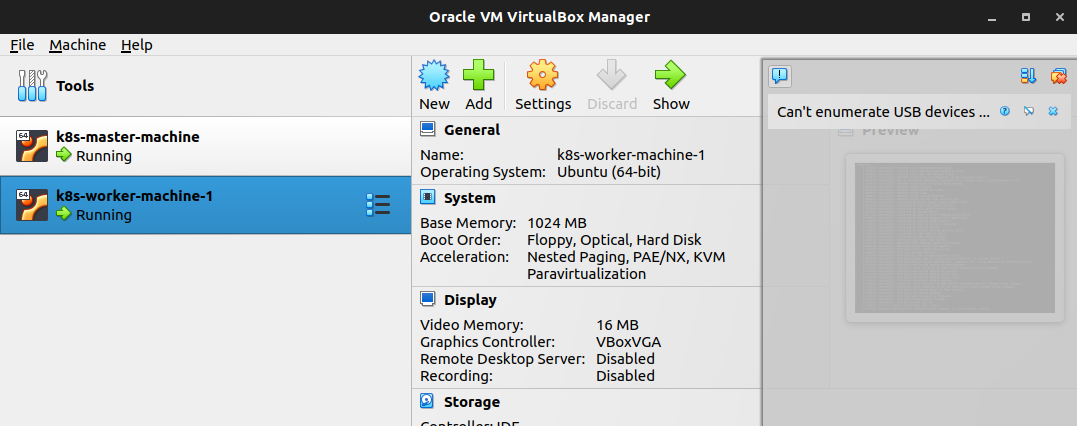 Oracle VM VirtualBox Manager
File Machine Help
Tools
64
k8s-master-machine
Running
64
k8s-worker-machine-1
Running
New Add Settings Discard Show
General
Name: k8s-worker-machine-1
Operating System: Ubuntu (64-bit)
System
Base Memory: 1024 MB
Boot Order: Floppy, Optical, Hard Disk
Acceleration: Nested Paging, PAE/NX, KVM
Paravirtualization
Display
Video Memory: 16 MB
Graphics Controller: VBoxVGA
Remote Desktop Server: Disabled
Recording: Disabled
Storage
Controller: IDE
Can't enumerate USB devices ...
Preview